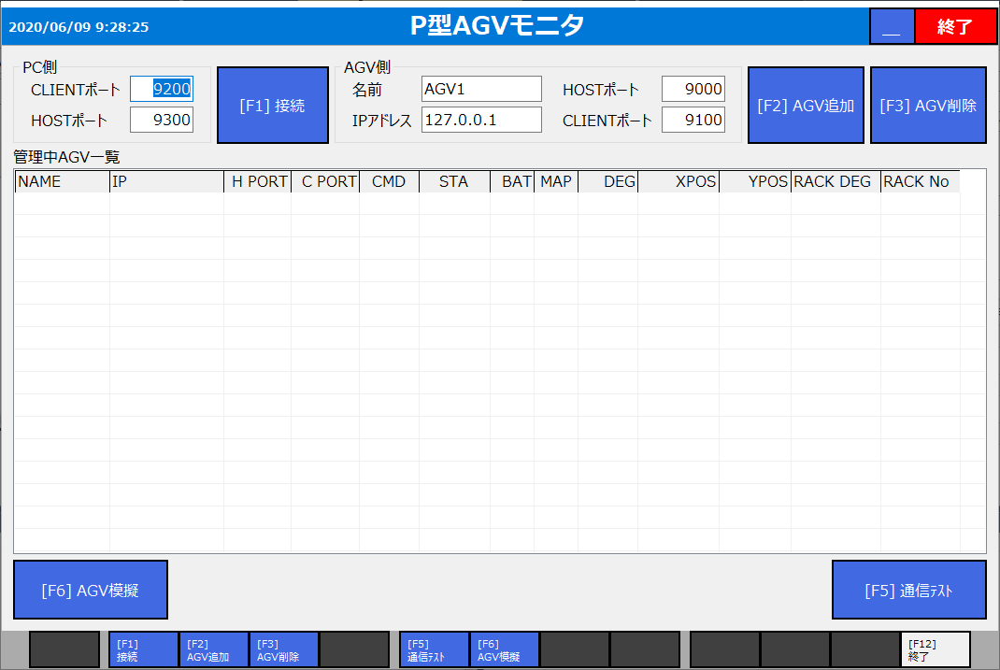 2020/06/09 9:28:25
P型AGVモニタ
__
終了
PC側
CLIENTポート 9200
HOSTポート 9300
[F1] 接続
AGV側
名前 AGV1 HOSTポート 9000
IPアドレス 127.0.0.1 CLIENTポート 9100
[F2] AGV追加
[F3] AGV削除
管理中AGV一覧
NAME IP H PORT C PORT CMD STA BAT MAP DEG XPOS YPOS RACK DEG RACK No
[F6] AGV模擬
[F5] 通信ﾃｽﾄ
[F1]
接続
[F2]
AGV追加
[F3]
AGV削除
[F5]
通信ﾃｽﾄ
[F6]
AGV模擬
[F12]
終了